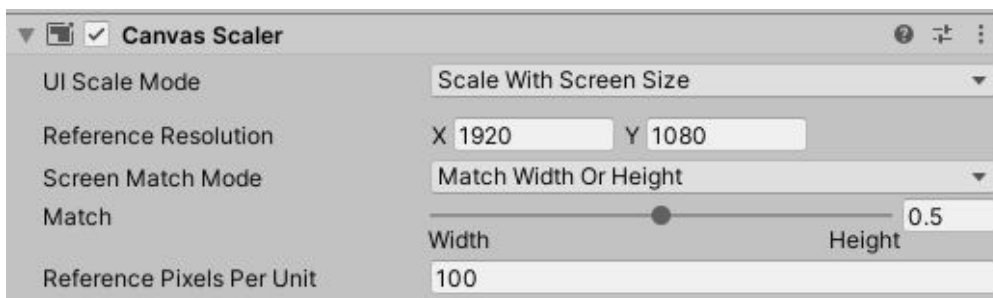 Canvas Scaler
UI Scale Mode Scale With Screen Size
Reference Resolution X 1920 Y 1080
Screen Match Mode Match Width Or Height
Match 0.5
Width Height
Reference Pixels Per Unit 100